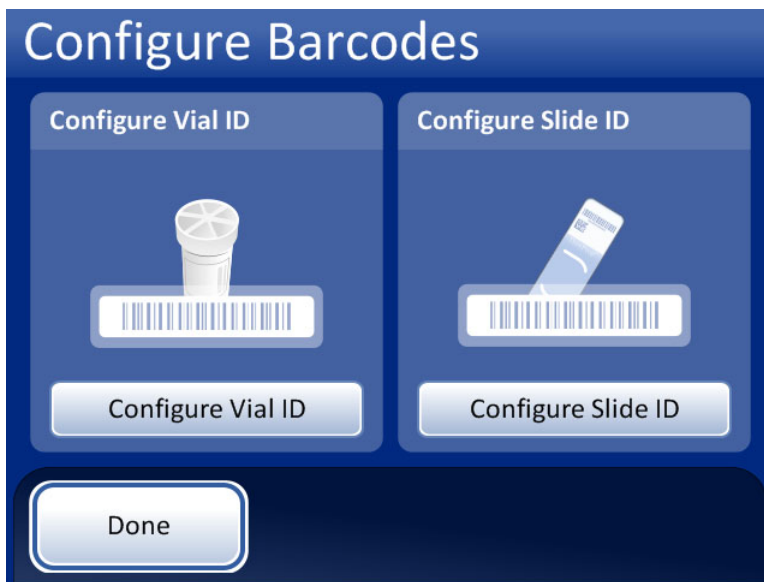 Configure Barcodes
Configure Vial ID
Configure Slide ID
Configure Vial ID
Configure Slide ID
Done